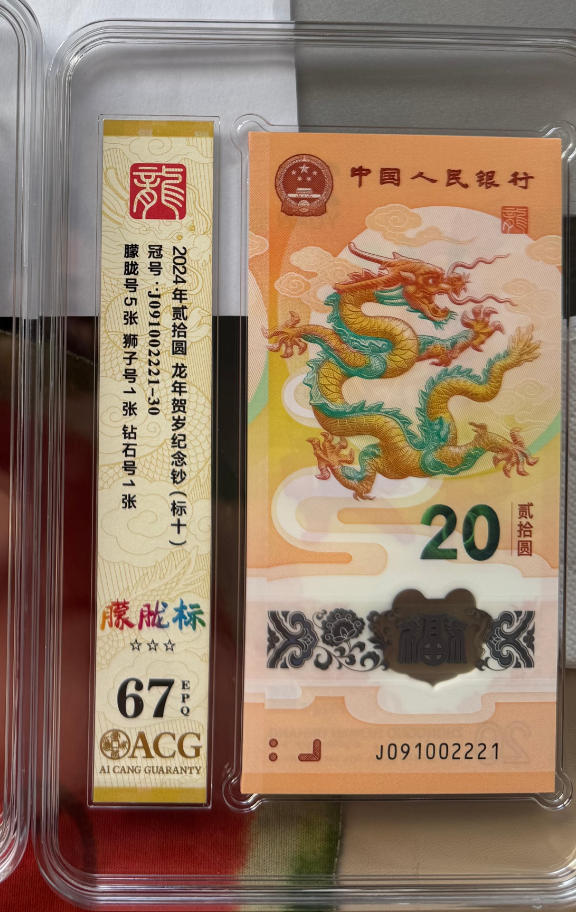 龍
2024年贰拾圆 龙年贺岁纪念钞(标十)
冠号:J091002221-30
朦胧号5张 狮子号1张 钻石号1张
朦胧标
☆☆☆
67 EPQ
ACG
AI CANG GUARANTY
中国人民银行
龍
20
贰拾圆
福
J091002221